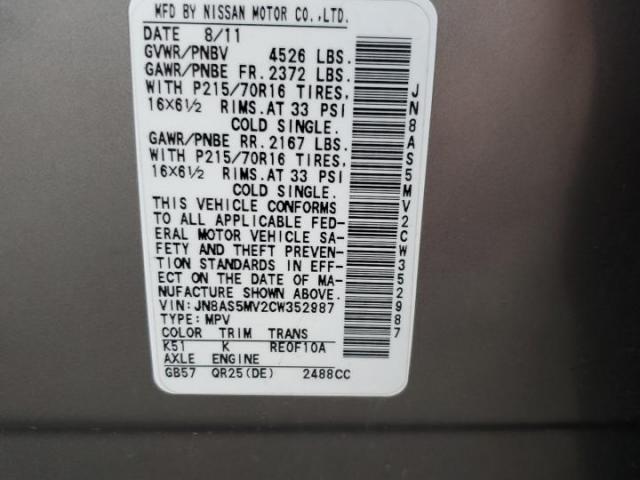 MFD BY NISSAN MOTOR CO.,LTD.
DATE 8/11
GVWR/PNBV 4526 LBS.
GAWR/PNBE FR. 2372 LBS.
WITH P215/70R16 TIRES.
16X6½ RIMS. AT 33 PSI
COLD SINGLE.
GAWR/PNBE RR. 2167 LBS.
WITH P215/70R16 TIRES.
16X6½ RIMS. AT 33 PSI
COLD SINGLE.
THIS VEHICLE CONFORMS
TO ALL APPLICABLE FED-
ERAL MOTOR VEHICLE SA-
FETY AND THEFT PREVEN-
TION STANDARDS IN EFF-
ECT ON THE DATE OF MA-
NUFACTURE SHOWN ABOVE.
VIN: JN8AS5MV2CW352987
TYPE: MPV
COLOR TRIM TRANS
K51 K RE0F10A
AXLE ENGINE
GB57 QR25(DE) 2488CC
JN8AS5MV2CW352987